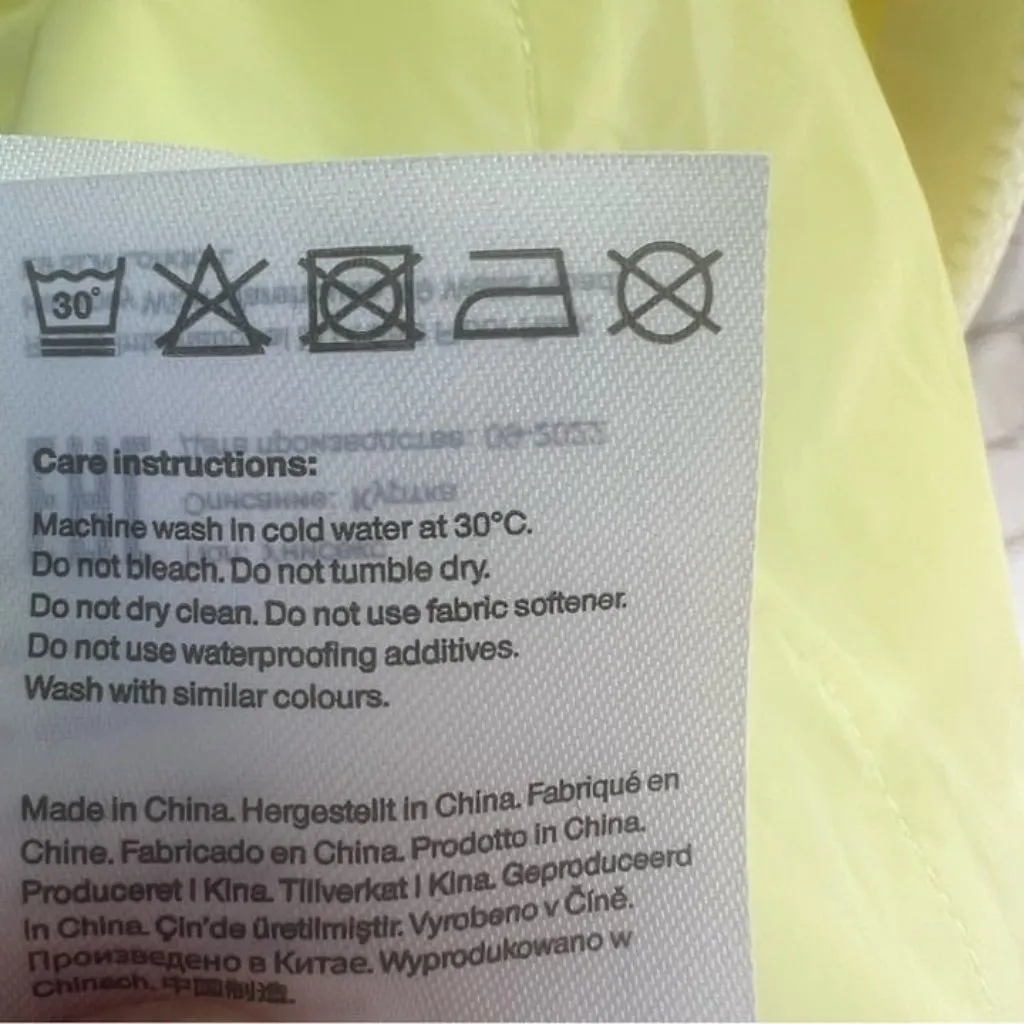 30°
Care instructions:
Machine wash in cold water at 30°C.
Do not bleach. Do not tumble dry.
Do not dry clean. Do not use fabric softener.
Do not use waterproofing additives.
Wash with similar colours.
Made in China. Hergestellt in China. Fabriqué en
Chine. Fabricado en China. Prodotto in China.
Produceret i Kina. Tillverkat i Kina. Geproduceerd
in China. Çin'de üretilmiştir. Vyrobeno v Číně.
Произведено в Китае. Wyprodukowano w
Chinach. 中国制造.